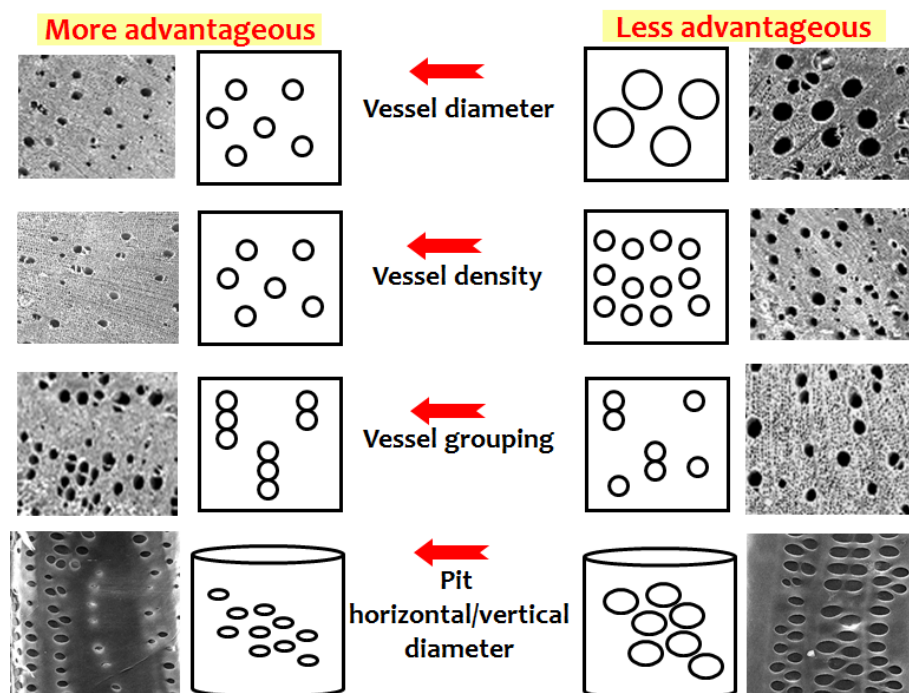 More advantageous
Less advantageous
Vessel diameter
Vessel density
Vessel grouping
Pit
horizontal/vertical
diameter